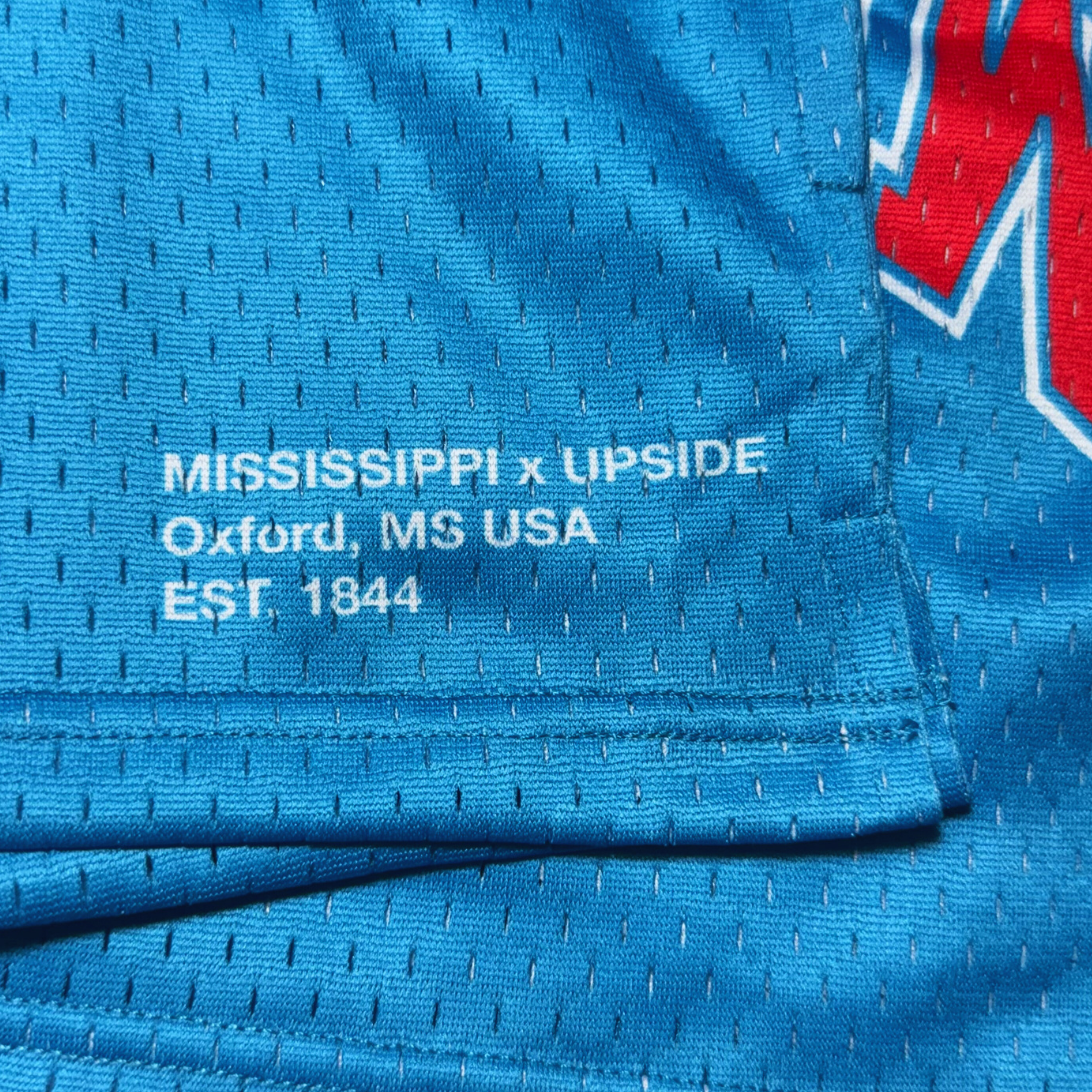 MISSISSIPPI x UPSIDE
Oxford, MS USA
EST. 1844